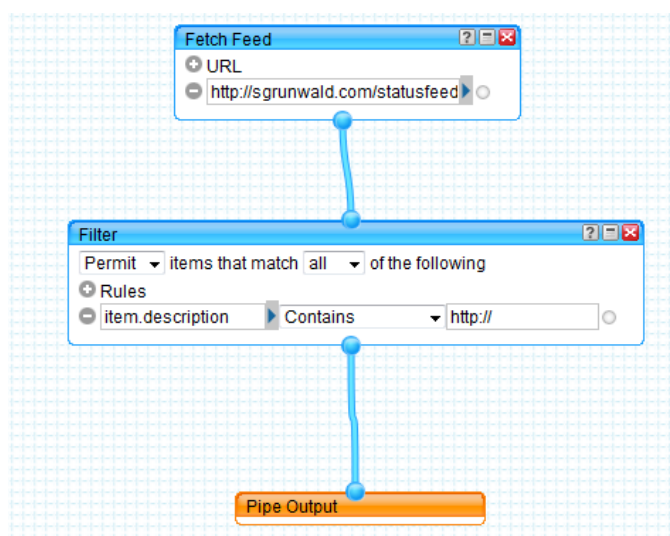 Fetch Feed ?
URL
http://sgrunwald.com/statusfeed
Filter ?
Permit items that match all of the following
Rules
item.description Contains http://
Pipe Output